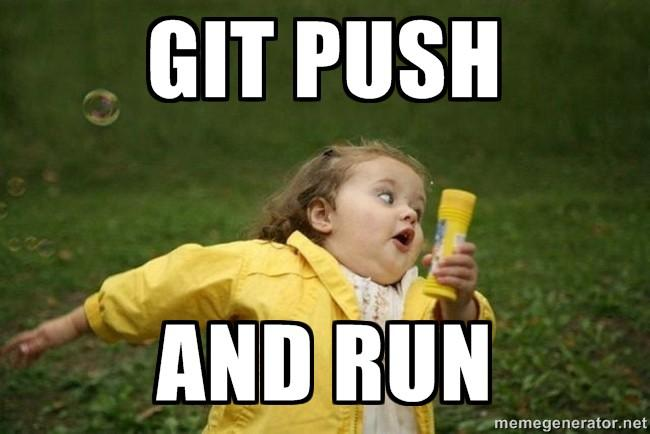 GIT PUSH
AND RUN
memegenerator.net